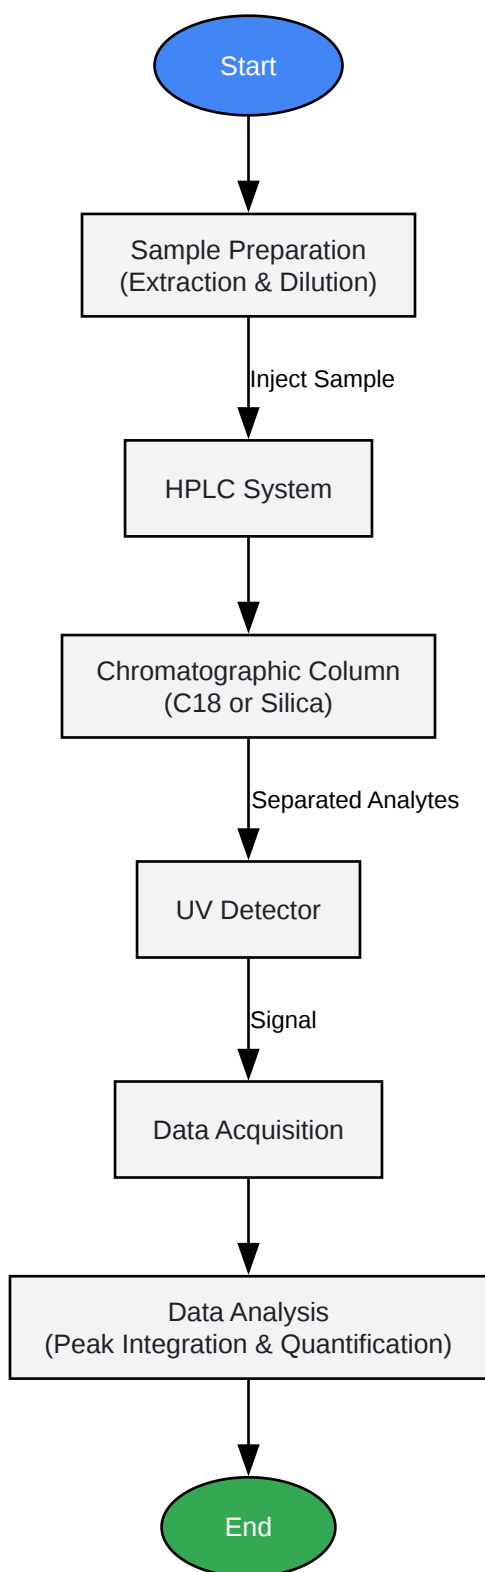 Start
Sample Preparation
(Extraction & Dilution)
Inject Sample
HPLC System
Chromatographic Column
(C18 or Silica)
Separated Analytes
UV Detector
Signal
Data Acquisition
Data Analysis
(Peak Integration & Quantification)
End